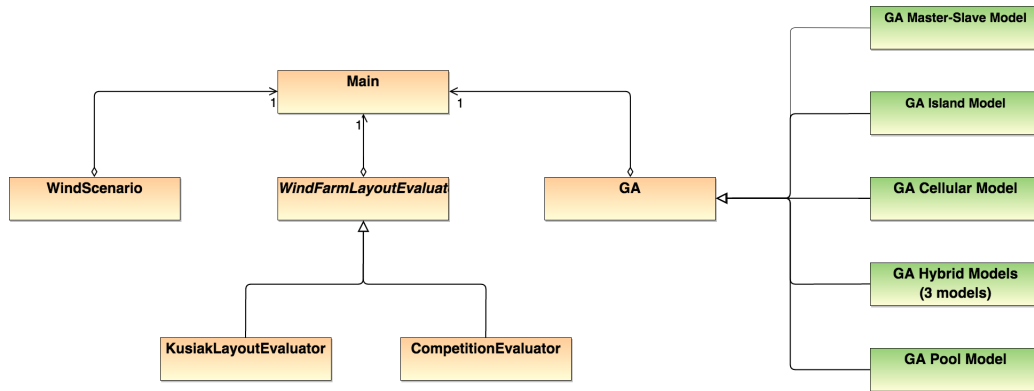 GA Master-Slave Model
Main
1
1
1
GA Island Model
WindScenario
WindFarmLayoutEvaluat
GA
GA Cellular Model
GA Hybrid Models
(3 models)
KusiakLayoutEvaluator
CompetitionEvaluator
GA Pool Model